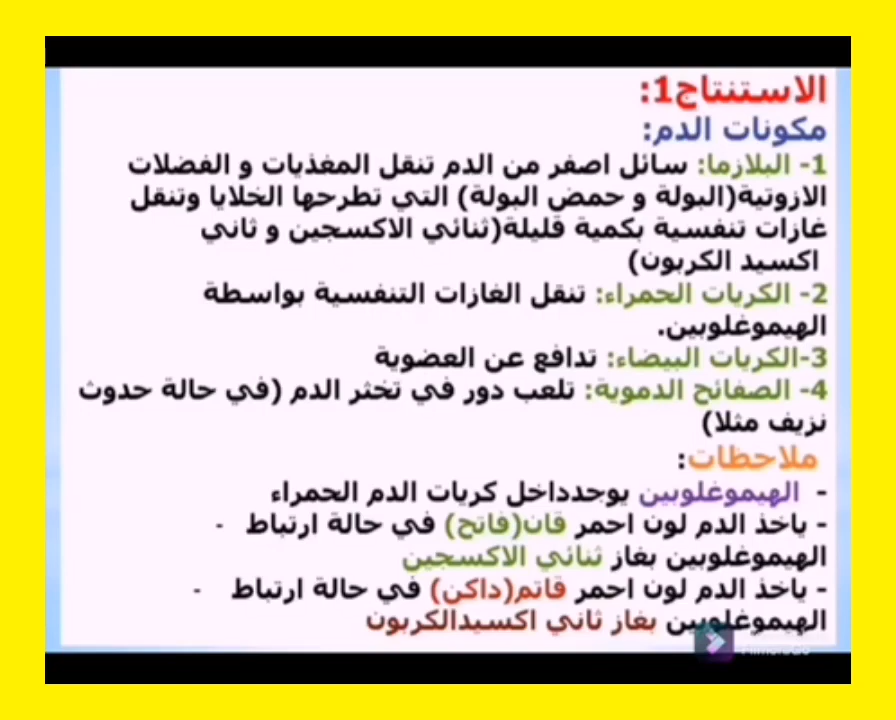 الاستنتاج1:
مكونات الدم:
1- البلازما: سائل اصفر من الدم تنقل المغذيات و الفضلات
الازوتية(البولة و حمض البولة) التي تطرحها الخلايا وتنقل
غازات تنفسية بكمية قليلة(ثنائي الاكسجين و ثاني
اكسيد الكربون)
2- الكريات الحمراء: تنقل الغازات التنفسية بواسطة
الهيموغلوبين.
3-الكريات البيضاء: تدافع عن العضوية
4- الصفائح الدموية: تلعب دور في تخثر الدم (في حالة حدوث
نزيف مثلا)
ملاحظات:
- الهيموغلوبين يوجدداخل كريات الدم الحمراء
- ياخذ الدم لون احمر قان(فاتح) في حالة ارتباط -
الهيموغلوبين بغاز ثنائي الاكسجين
- ياخذ الدم لون احمر قاتم(داكن) في حالة ارتباط -
الهيموغلوبين بغاز ثاني اكسيدالكربون